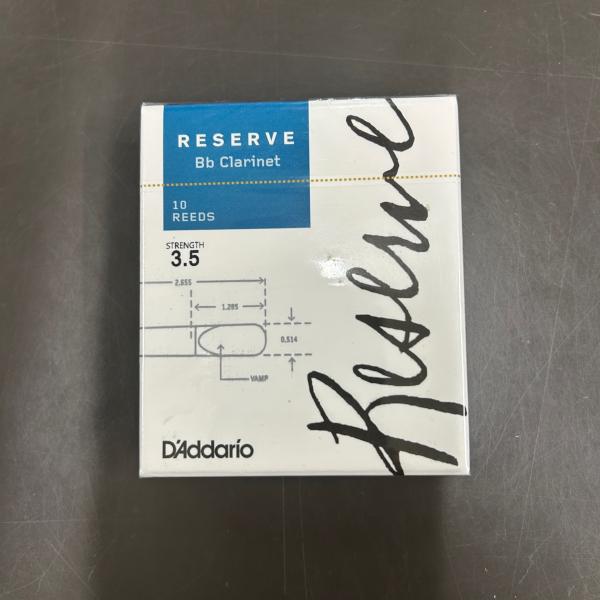 RESERVE
Bb Clarinet
10
REEDS
STRENGTH
3.5
2.655
1.285
0.514
VAMP
D'Addario
Reserve